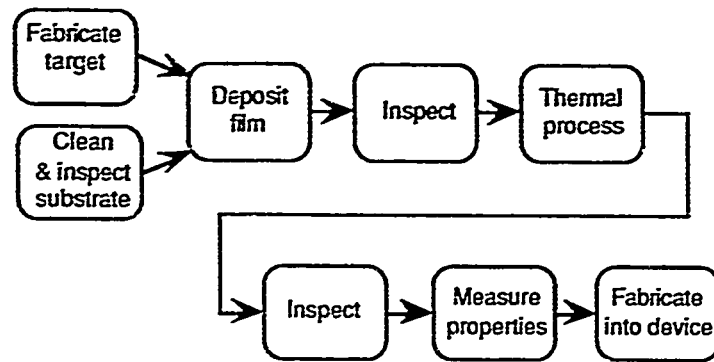 Fabricate
target
Clean
& inspect
substrate
Deposit
film
Inspect
Thermal
process
Inspect
Measure
properties
Fabricate
into device